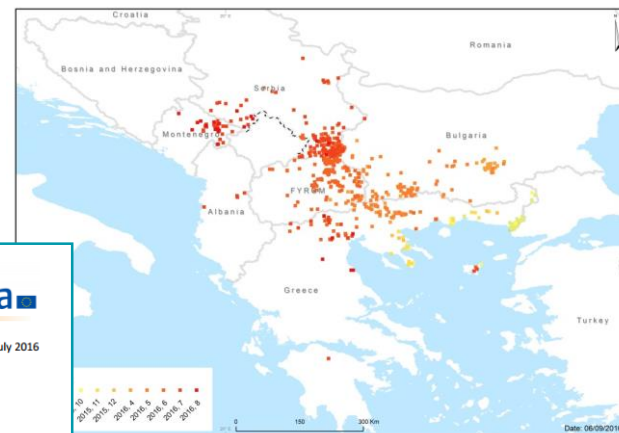 Croatia
Romania
Bosnia and Herzegovina
Serbia
Montenegro
Bulgaria
FYROM
Albania
Greece
Turkey
a
uly 2016
10
2015, 11
2015, 12
2016, 4
2016, 5
2016, 6
2016, 7
2016, 8
0 150 300 Km
Date: 06/09/201